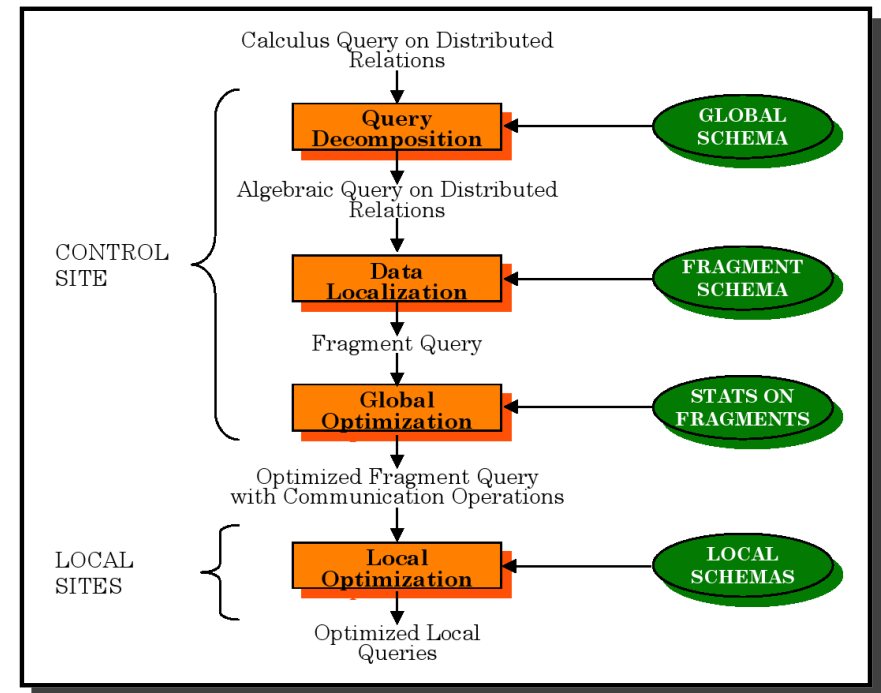 Calculus Query on Distributed
Relations
Query
Decomposition
GLOBAL
SCHEMA
Algebraic Query on Distributed
Relations
CONTROL
SITE
Data
Localization
FRAGMENT
SCHEMA
Fragment Query
Global
Optimization
STATS ON
FRAGMENTS
Optimized Fragment Query
with Communication Operations
LOCAL
SITES
Local
Optimization
LOCAL
SCHEMAS
Optimized Local
Queries